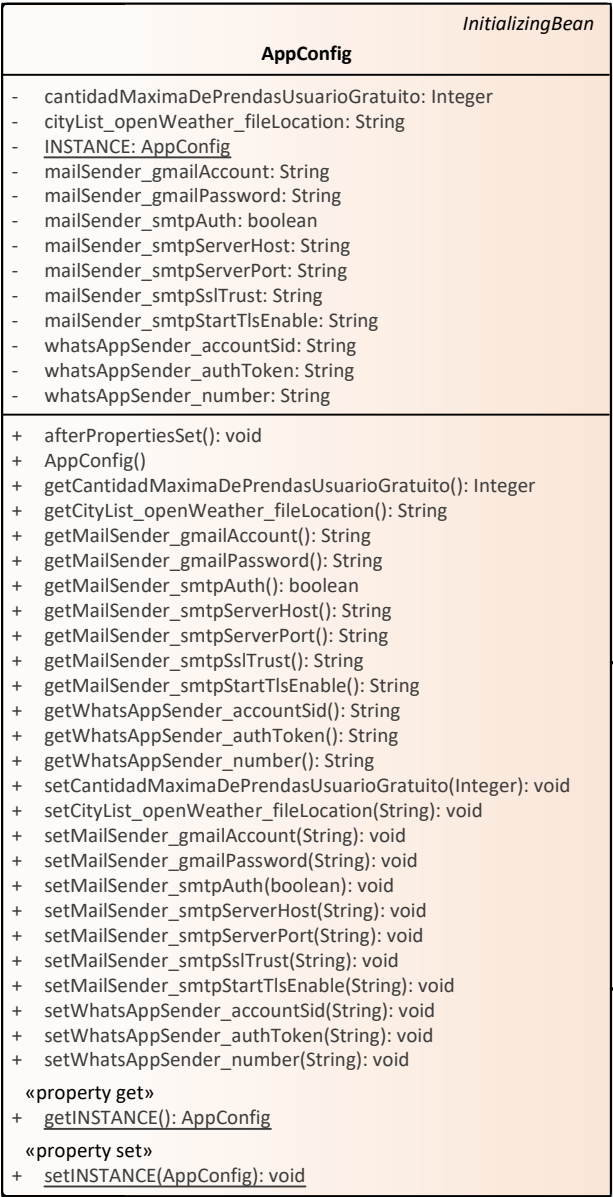 InitializingBean
AppConfig
- cantidadMaximaDePrendasUsuarioGratuito: Integer
- cityList_openWeather_fileLocation: String
- INSTANCE: AppConfig
- mailSender_gmailAccount: String
- mailSender_gmailPassword: String
- mailSender_smtpAuth: boolean
- mailSender_smtpServerHost: String
- mailSender_smtpServerPort: String
- mailSender_smtpSslTrust: String
- mailSender_smtpStartTlsEnable: String
- whatsAppSender_accountSid: String
- whatsAppSender_authToken: String
- whatsAppSender_number: String
+ afterPropertiesSet(): void
+ AppConfig()
+ getCantidadMaximaDePrendasUsuarioGratuito(): Integer
+ getCityList_openWeather_fileLocation(): String
+ getMailSender_gmailAccount(): String
+ getMailSender_gmailPassword(): String
+ getMailSender_smtpAuth(): boolean
+ getMailSender_smtpServerHost(): String
+ getMailSender_smtpServerPort(): String
+ getMailSender_smtpSslTrust(): String
+ getMailSender_smtpStartTlsEnable(): String
+ getWhatsAppSender_accountSid(): String
+ getWhatsAppSender_authToken(): String
+ getWhatsAppSender_number(): String
+ setCantidadMaximaDePrendasUsuarioGratuito(Integer): void
+ setCityList_openWeather_fileLocation(String): void
+ setMailSender_gmailAccount(String): void
+ setMailSender_gmailPassword(String): void
+ setMailSender_smtpAuth(boolean): void
+ setMailSender_smtpServerHost(String): void
+ setMailSender_smtpServerPort(String): void
+ setMailSender_smtpSslTrust(String): void
+ setMailSender_smtpStartTlsEnable(String): void
+ setWhatsAppSender_accountSid(String): void
+ setWhatsAppSender_authToken(String): void
+ setWhatsAppSender_number(String): void
«property get»
+ getINSTANCE(): AppConfig
«property set»
+ setINSTANCE(AppConfig): void